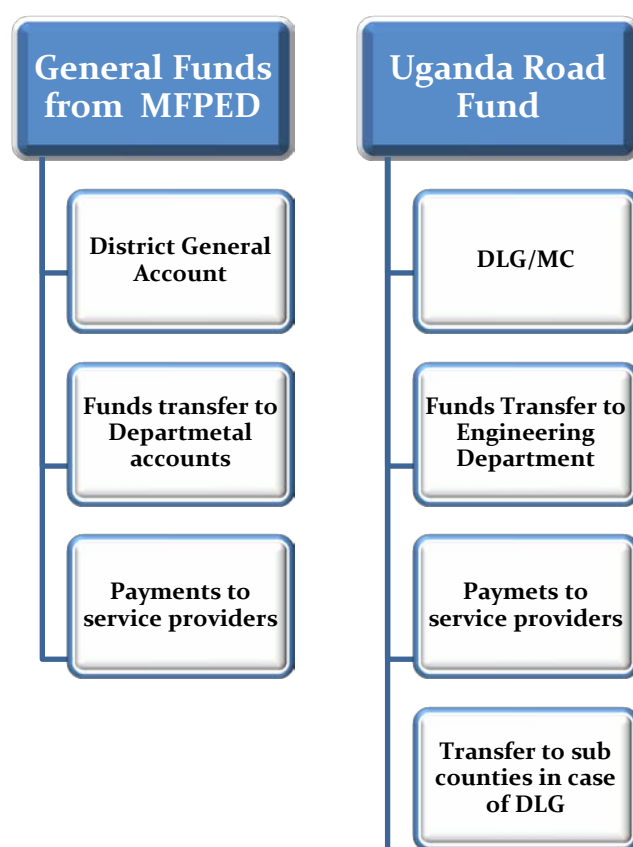 General Funds
from MFPED
District General
Account
Funds transfer to
Departmetal
accounts
Payments to
service providers
Uganda Road
Fund
DLG/MC
Funds Transfer to
Engineering
Department
Paymets to
service providers
Transfer to sub
counties in case
of DLG